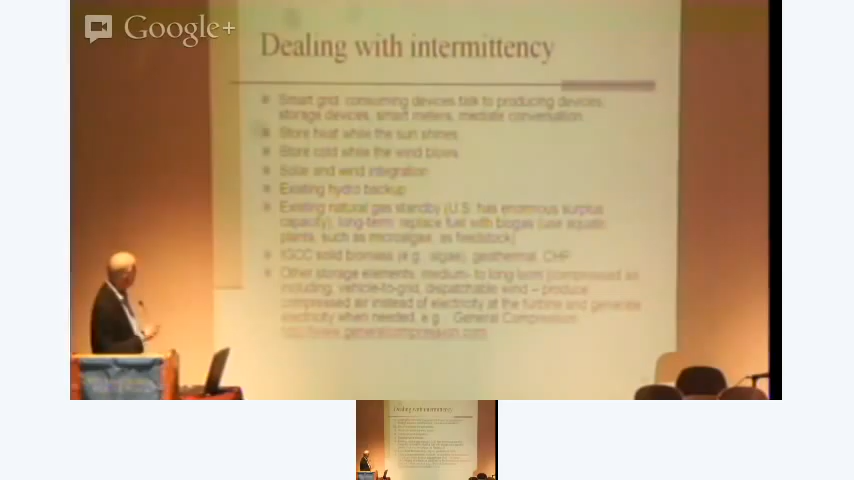 Google+
Dealing with intermittency
Smart grid: consuming devices talk to producing devices,
storage devices, smart meters, mediate conversation
Store heat while the sun shines
Store cold while the wind blows
Solar and wind integration
Existing hydro backup
Existing natural gas standby (U.S. has enormous surplus
capacity); long-term: replace fuel with biogas (use aquatic
plants, such as microalgae, as feedstock)
IGCC solid biomass (e.g., algae), geothermal, CHP
Other storage elements, medium- to long-term (compressed air
including: vehicle-to-grid, dispatchable wind – produce
compressed air instead of electricity at the turbine and generate
electricity when needed, e.g. General Compression
http://www.generalcompression.com
Dealing with intermittency